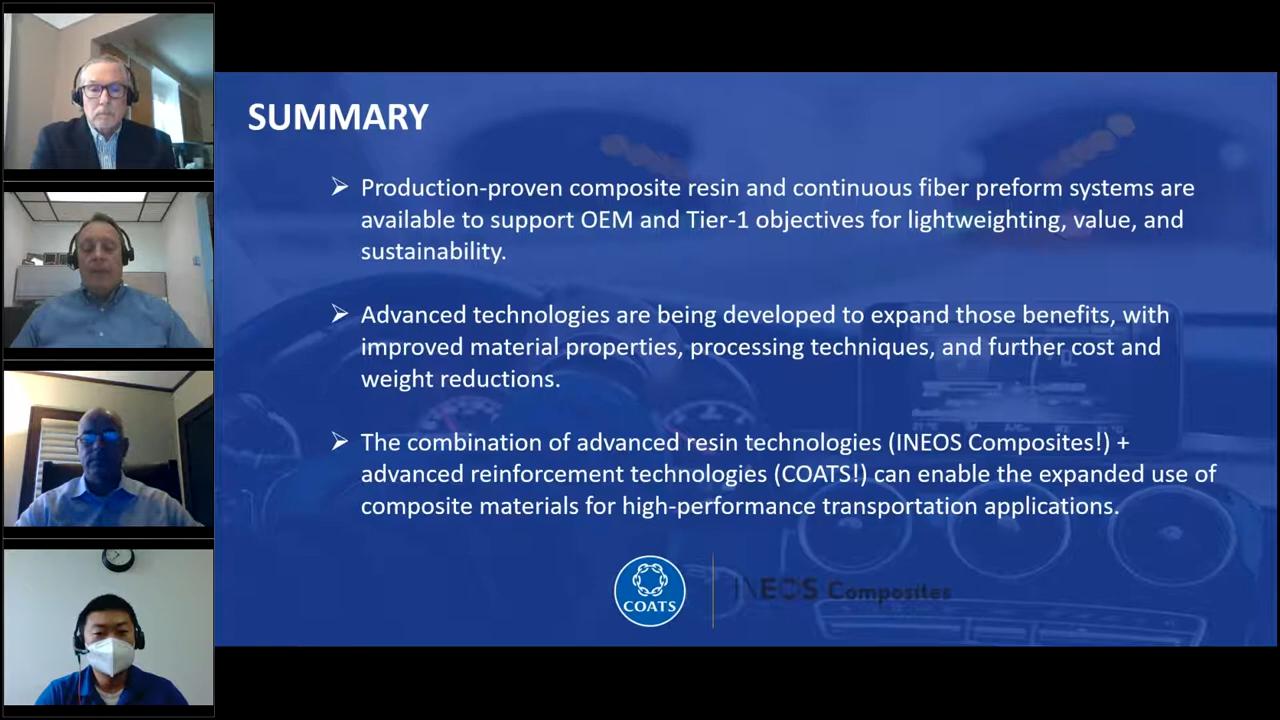 SUMMARY
➢ Production-proven composite resin and continuous fiber preform systems are
available to support OEM and Tier-1 objectives for lightweighting, value, and
sustainability.
➢ Advanced technologies are being developed to expand those benefits, with
improved material properties, processing techniques, and further cost and
weight reductions.
➢ The combination of advanced resin technologies (INEOS Composites!) +
advanced reinforcement technologies (COATS!) can enable the expanded use of
composite materials for high-performance transportation applications.
COATS
INEOS Composites